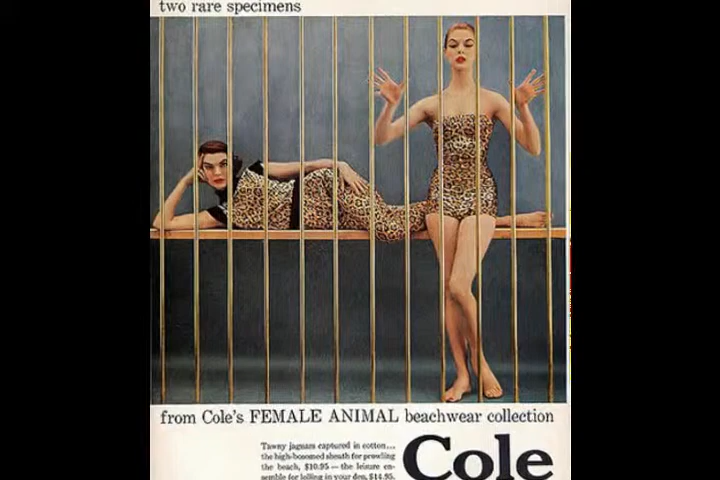 two rare specimens
from Cole's FEMALE ANIMAL beachwear collection
Tawny jaguars captured in cotton...
the high-bosomed sheath for prowling
the beach, $10.95 — the leisure en-
semble for lolling in your den, $14.95.
Cole